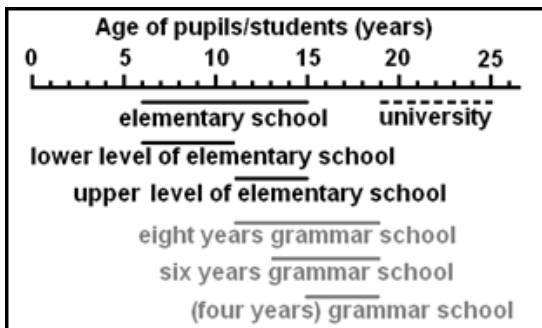 Age of pupils/students (years)
0 5 10 15 20 25
elementary school university
lower level of elementary school
upper level of elementary school
eight years grammar school
six years grammar school
(four years) grammar school